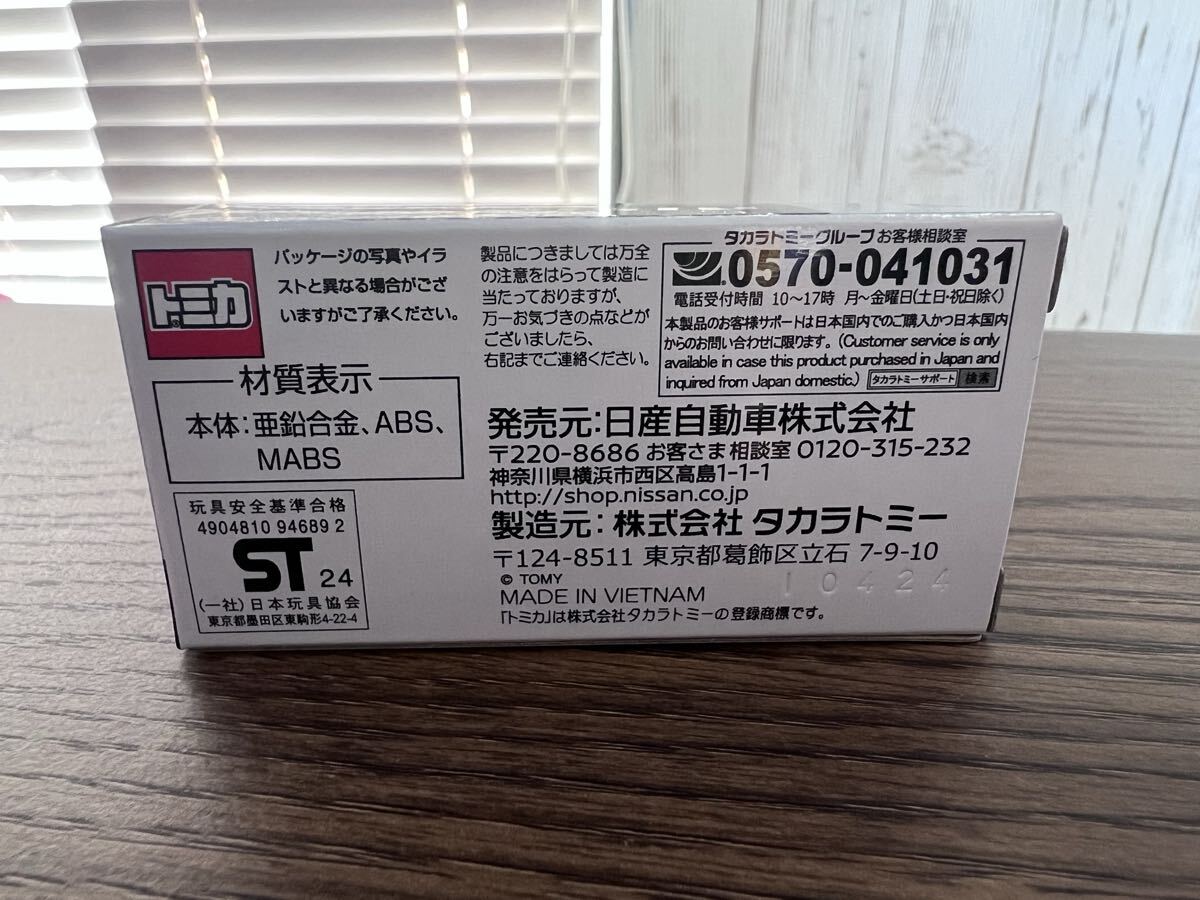 トミカ
パッケージの写真やイラ
ストと異なる場合がござ
いますがご了承ください。
材質表示
本体：亜鉛合金、ABS、
MABS
玩具安全基準合格
4904810 94689 2
ST 24
(一社)日本玩具協会
東京都墨田区東駒形4-22-4
製品につきましては万全
の注意をはらって製造に
当たっておりますが、
万一お気づきの点などが
ございましたら、
右記までご連絡ください。
タカラトミーグループお客様相談室
0570-041031
電話受付時間 10〜17時 月〜金曜日(土日・祝日除く)
本製品のお客様サポートは日本国内でのご購入かつ日本国内
からのお問い合わせに限ります。(Customer service is only
available in case this product purchased in Japan and
inquired from Japan domestic.) タカラトミーサポート 検索
発売元：日産自動車株式会社
〒220-8686 お客さま相談室 0120-315-232
神奈川県横浜市西区高島1-1-1
http://shop.nissan.co.jp
製造元：株式会社 タカラトミー
〒124-8511 東京都葛飾区立石 7-9-10
© TOMY
MADE IN VIETNAM
10424
「トミカ」は株式会社タカラトミーの登録商標です。